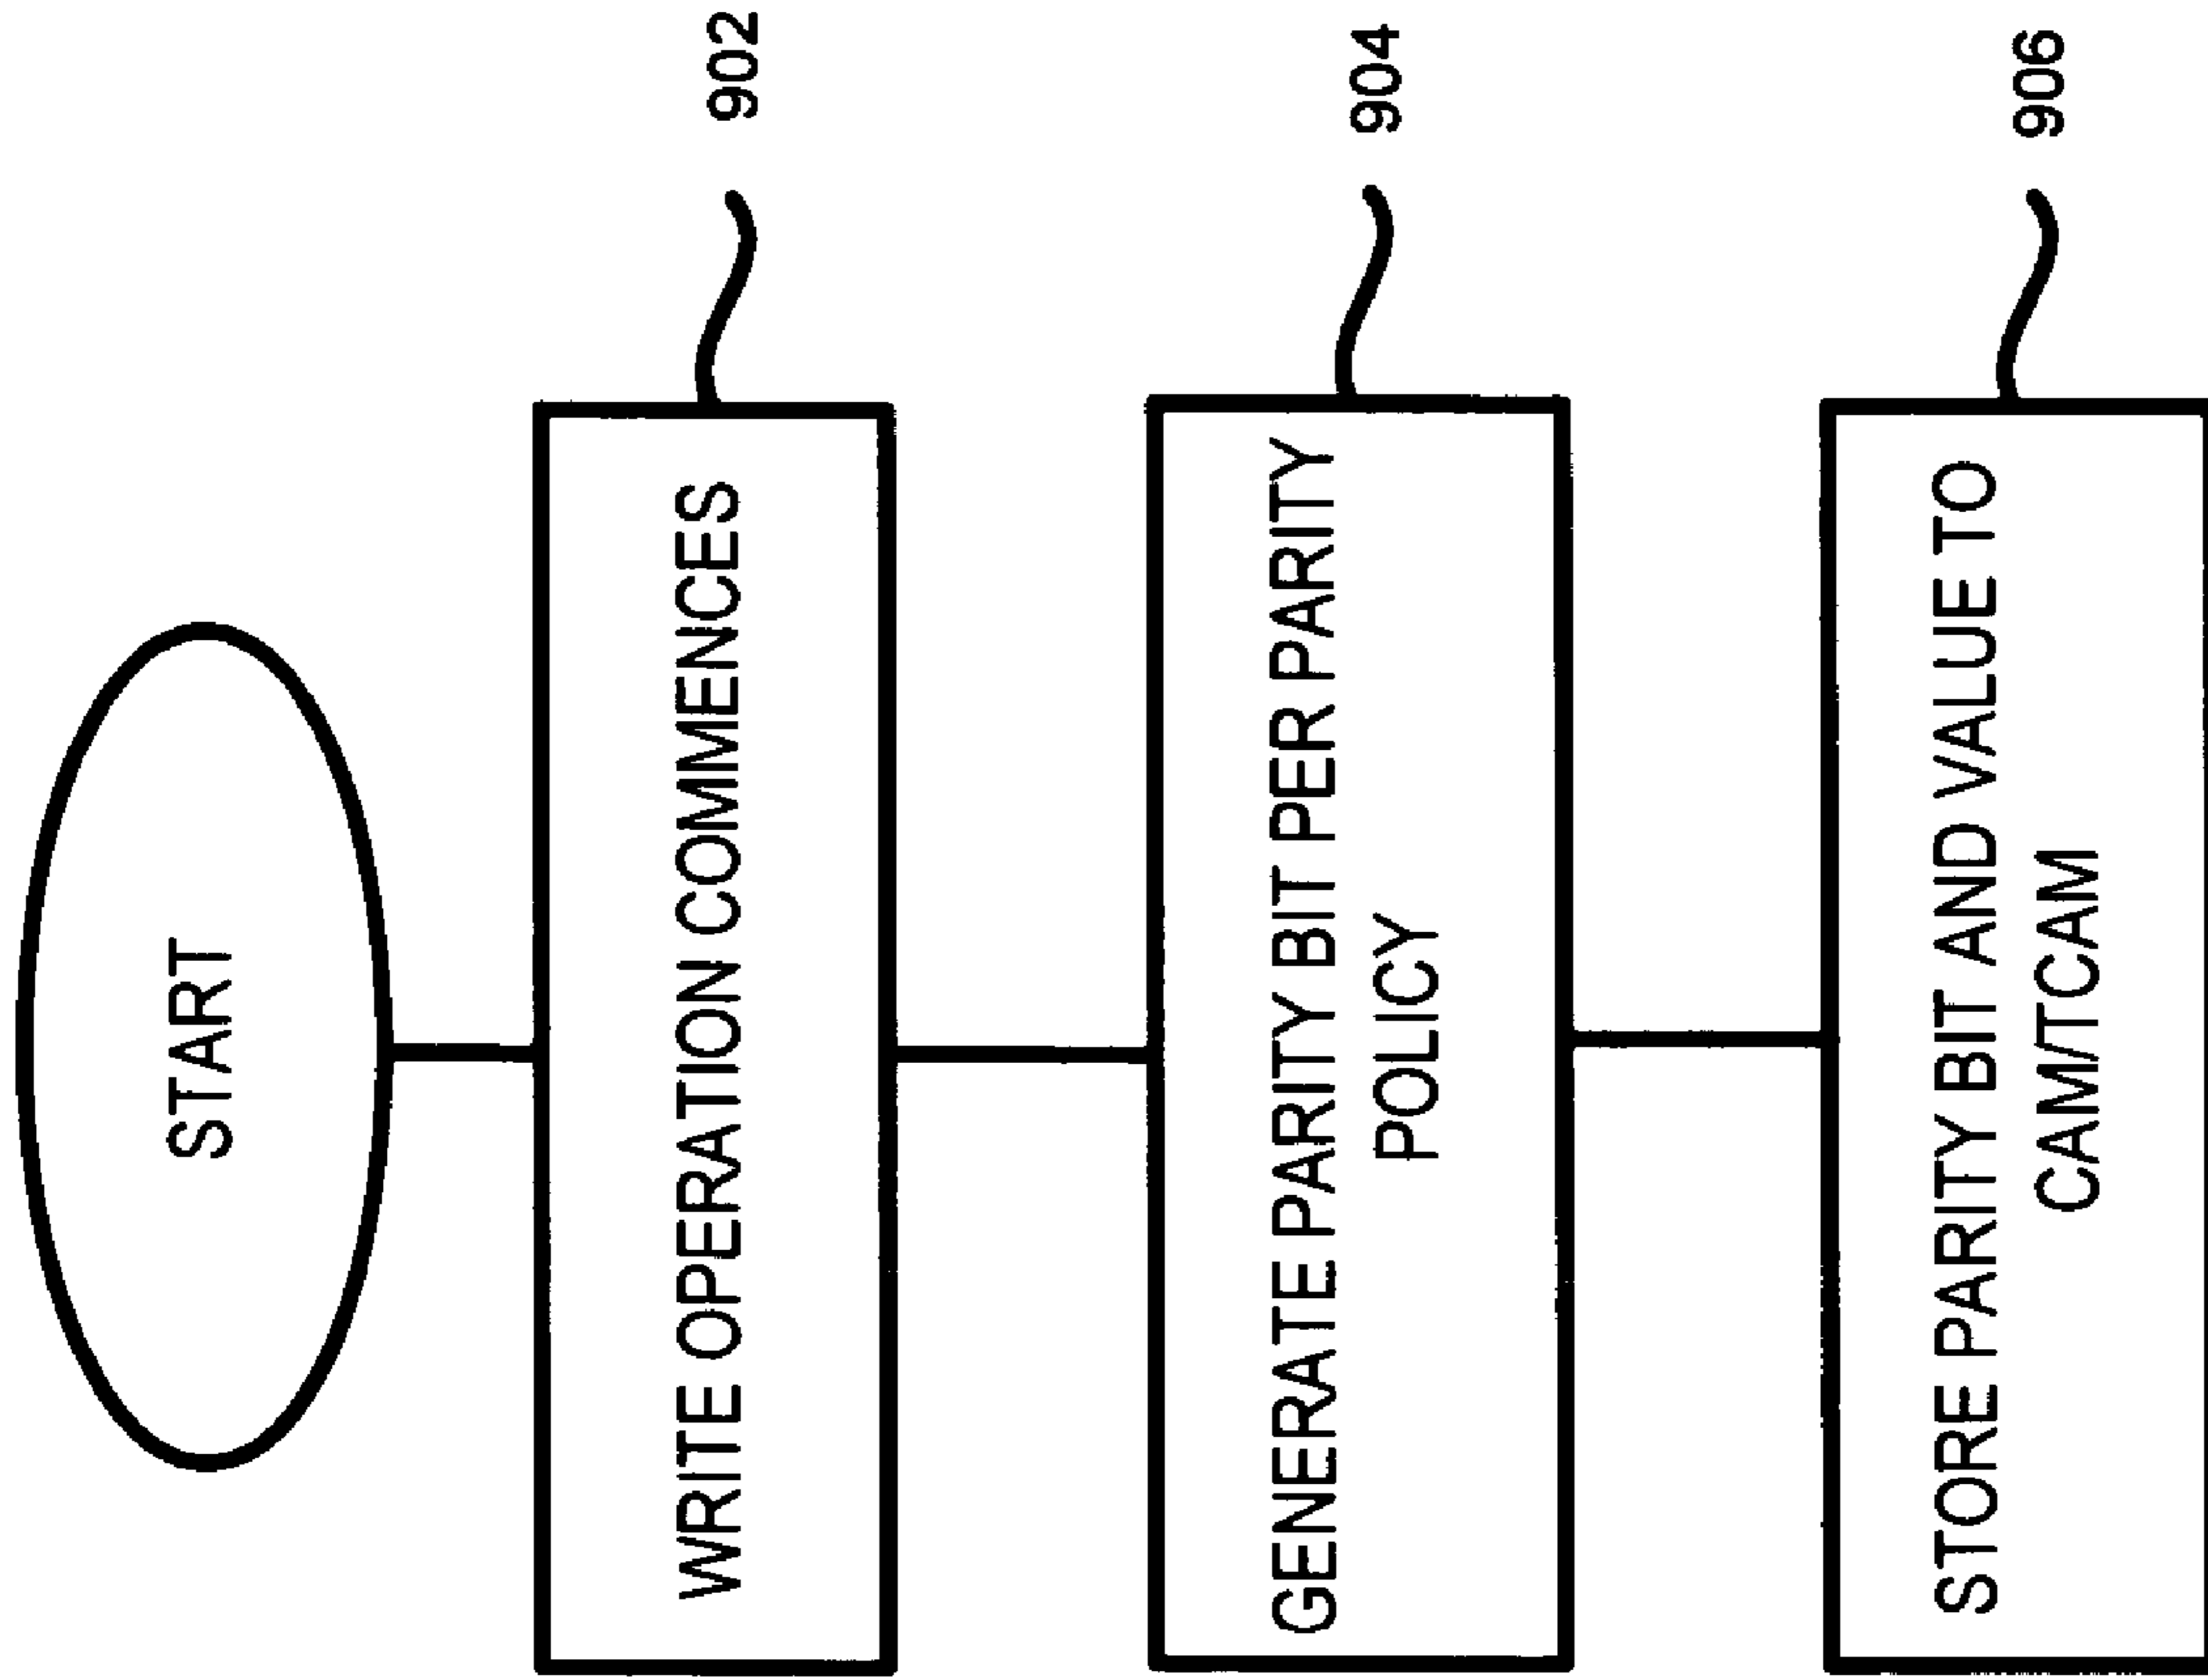 START
WRITE OPERATION COMMENCES
902
GENERATE PARITY BIT PER PARITY
POLICY
904
STORE PARITY BIT AND VALUE TO
CAM/TCAM
906